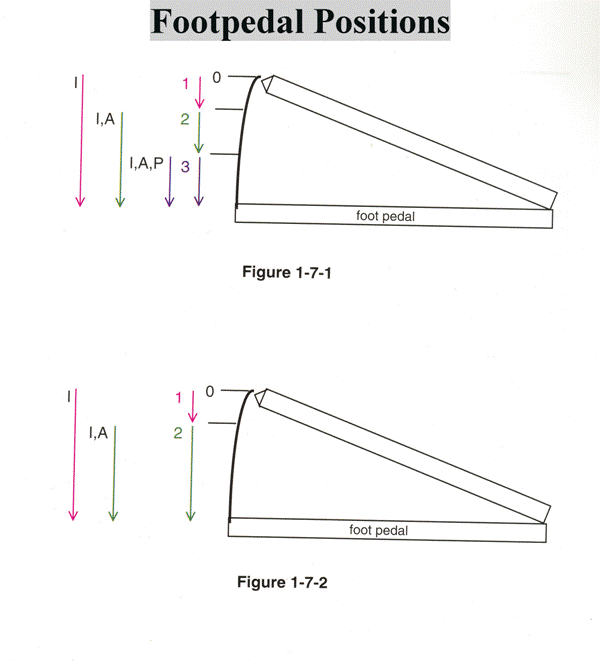 Footpedal Positions
I 1 0
I,A 2
I,A,P 3
foot pedal
Figure 1-7-1
I 1 0
I,A 2
foot pedal
Figure 1-7-2